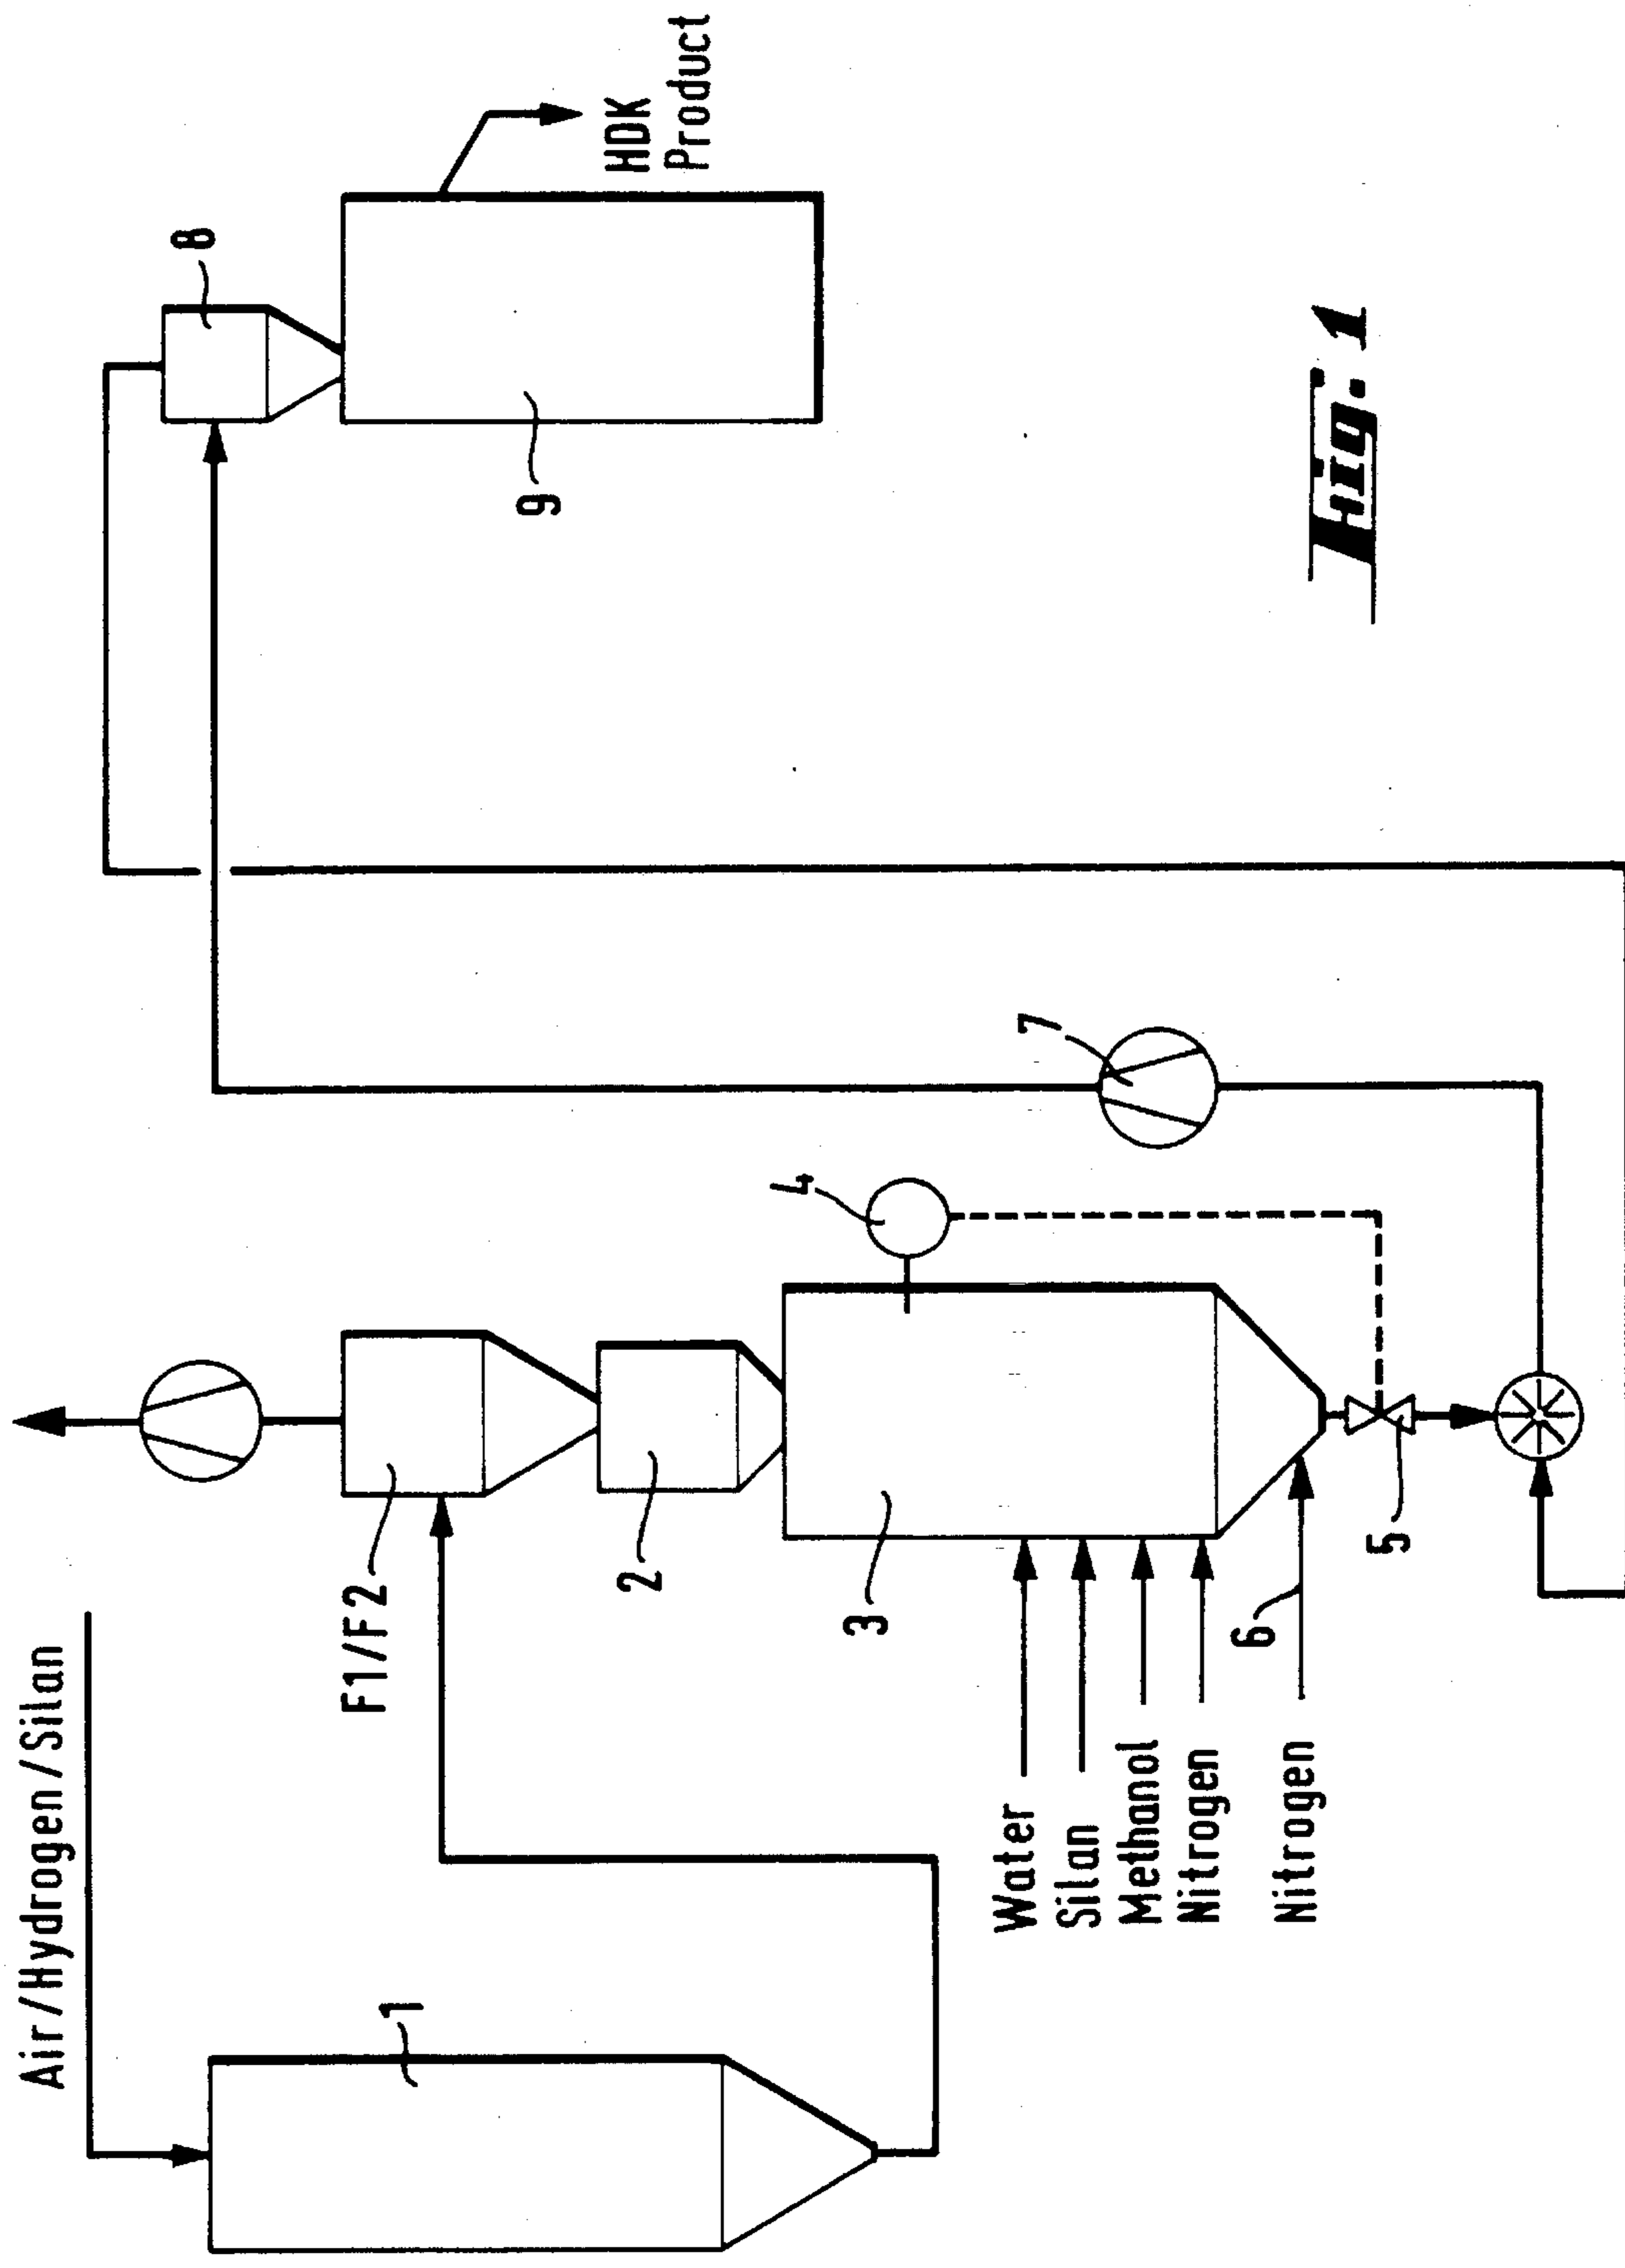 Air/Hydrogen/Silan
1
F1/F2
2
3
4
Water
Silan
Methanol
Nitrogen
6
Nitrogen
5
7
8
9
HDK
Product
Fig. 1